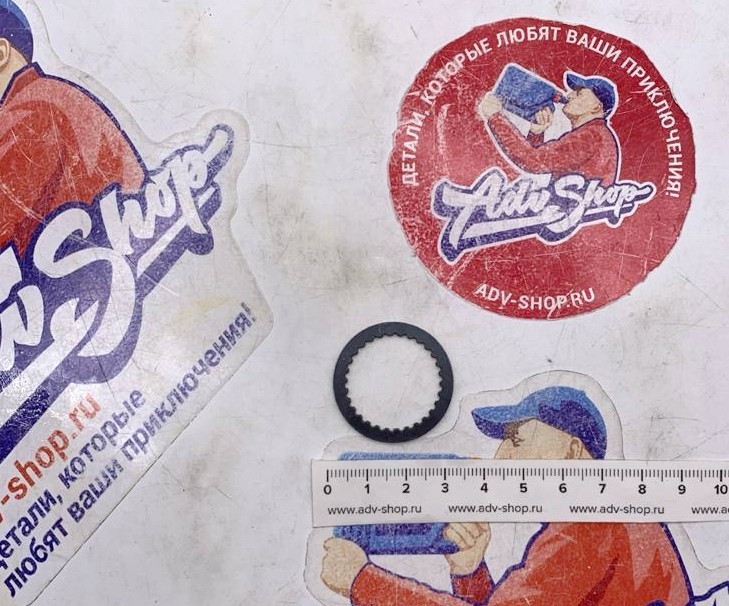 ДЕТАЛИ, КОТОРЫЕ ЛЮБЯТ ВАШИ ПРИКЛЮЧЕНИЯ!
Adv Shop
ADV-SHOP.RU
Shop
v-shop.ru
детали, которые
любят ваши приключения!
0 1 2 3 4 5 6 7 8 9 10
www.adv-shop.ru www.adv-shop.ru www.adv-shop.ru www.ad